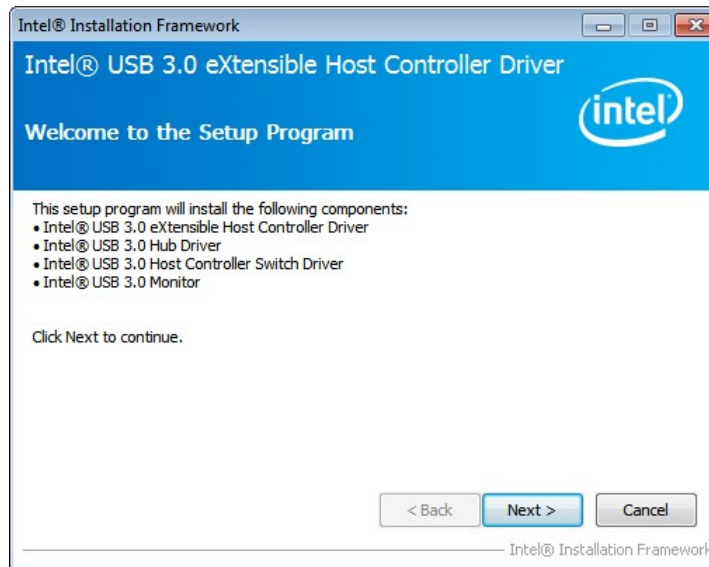 Intel® Installation Framework
Intel® USB 3.0 eXtensible Host Controller Driver
intel
Welcome to the Setup Program
This setup program will install the following components:
• Intel® USB 3.0 eXtensible Host Controller Driver
• Intel® USB 3.0 Hub Driver
• Intel® USB 3.0 Host Controller Switch Driver
• Intel® USB 3.0 Monitor
Click Next to continue.
< Back Next > Cancel
Intel® Installation Framework